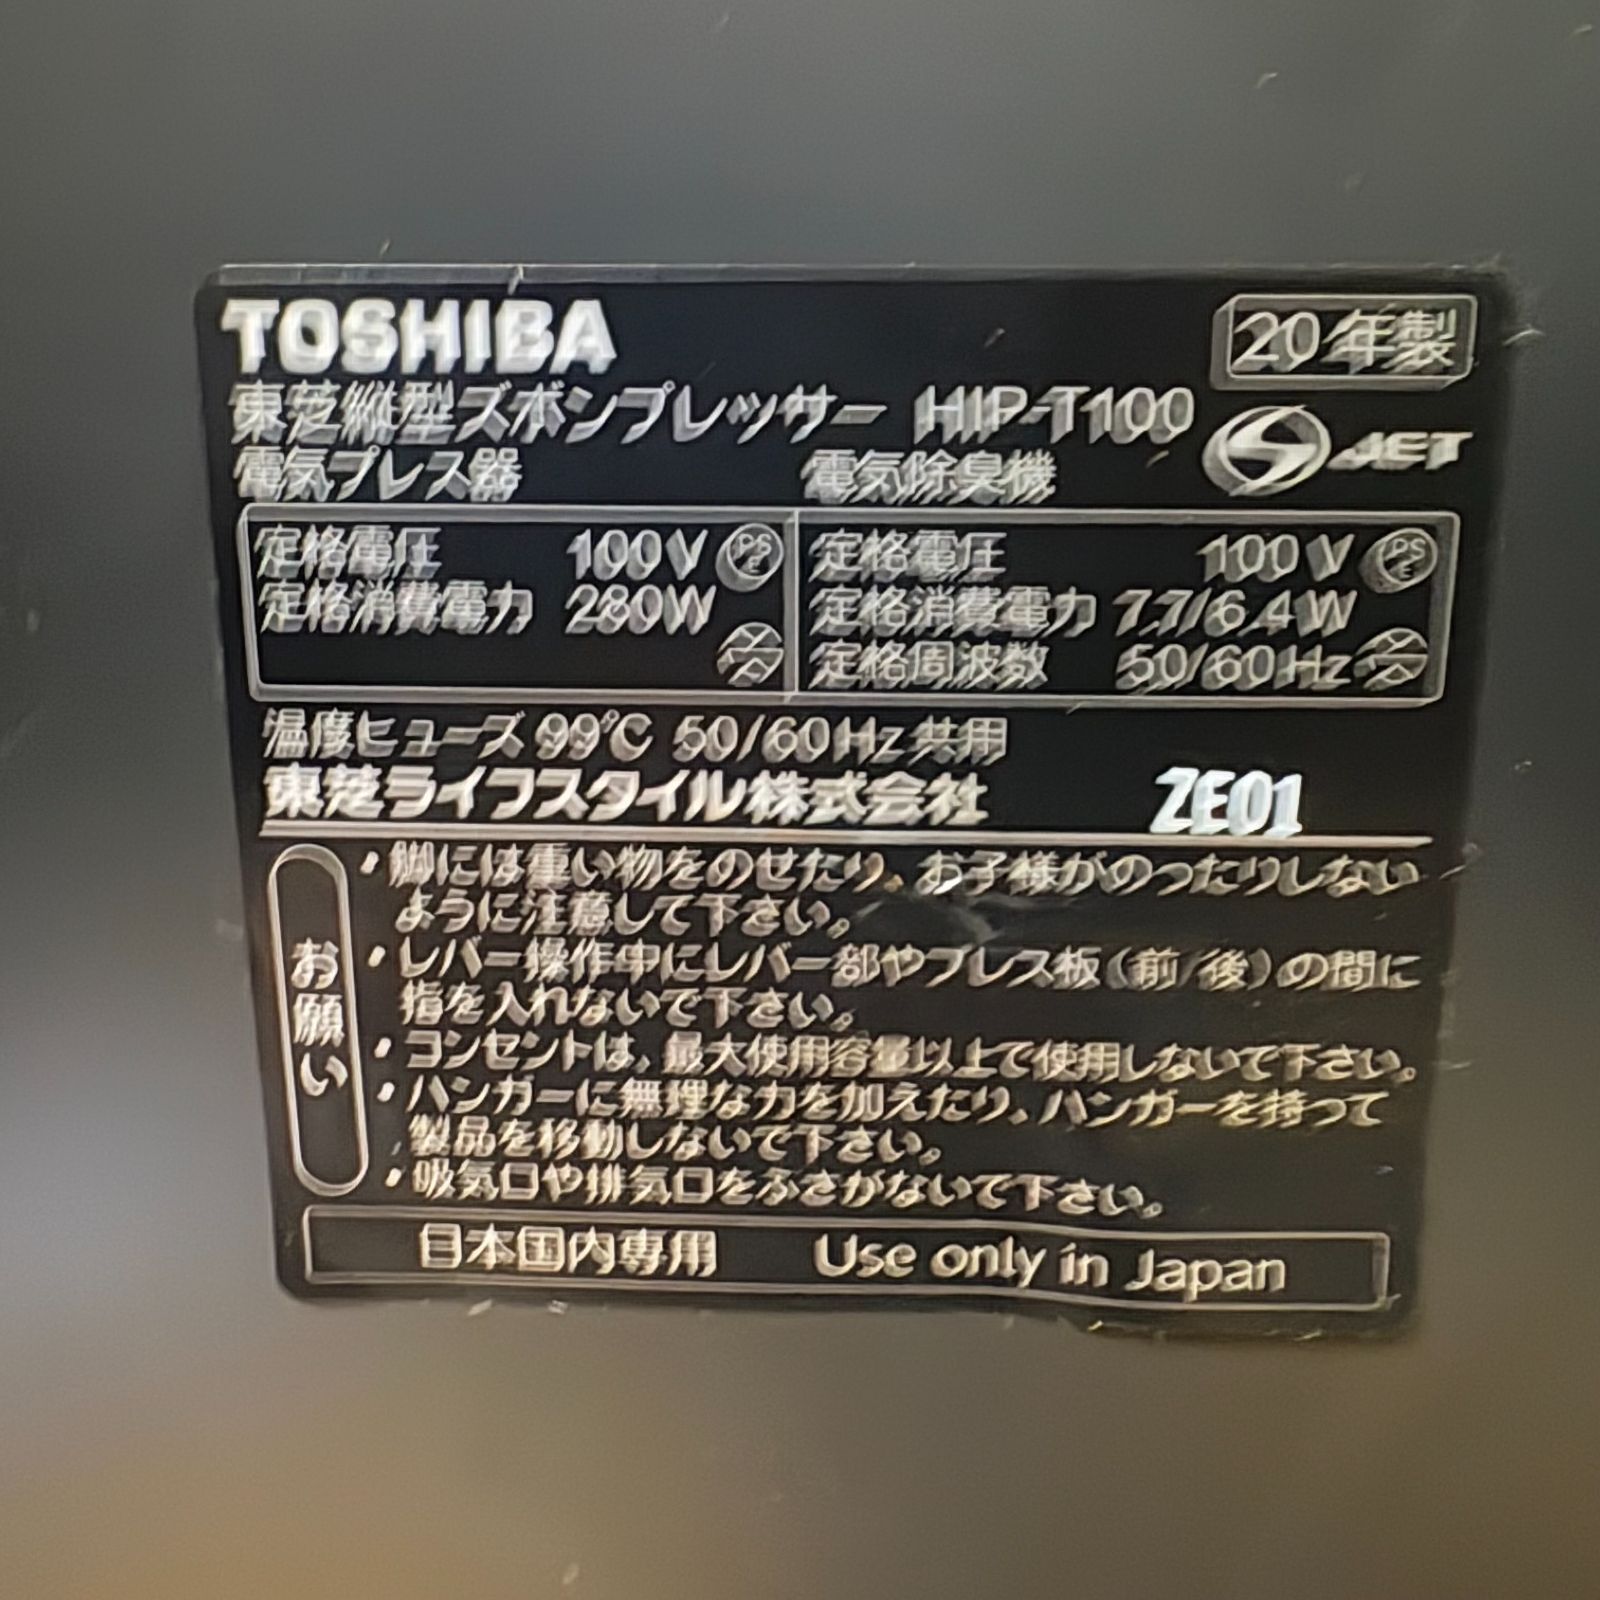 TOSHIBA 20年製
東芝縦型ズボンプレッサー HIP-T100
JET
電気プレス器 電気除臭機
定格電圧 100V PSE 定格電圧 100V PSE
定格消費電力 280W 定格消費電力 7.7/6.4W
定格周波数 50/60Hz
温度ヒューズ 99℃ 50/60Hz共用
東芝ライフスタイル株式会社 ZE01
お願い
・脚には重い物をのせたり、お子様がのったりしない
ように注意して下さい。
・レバー操作中にレバー部やプレス板(前/後)の間に
指を入れないで下さい。
・コンセントは、最大使用容量以上で使用しないで下さい。
・ハンガーに無理な力を加えたり、ハンガーを持って
製品を移動しないで下さい。
・吸気口や排気口をふさがないで下さい。
日本国内専用 Use only in Japan